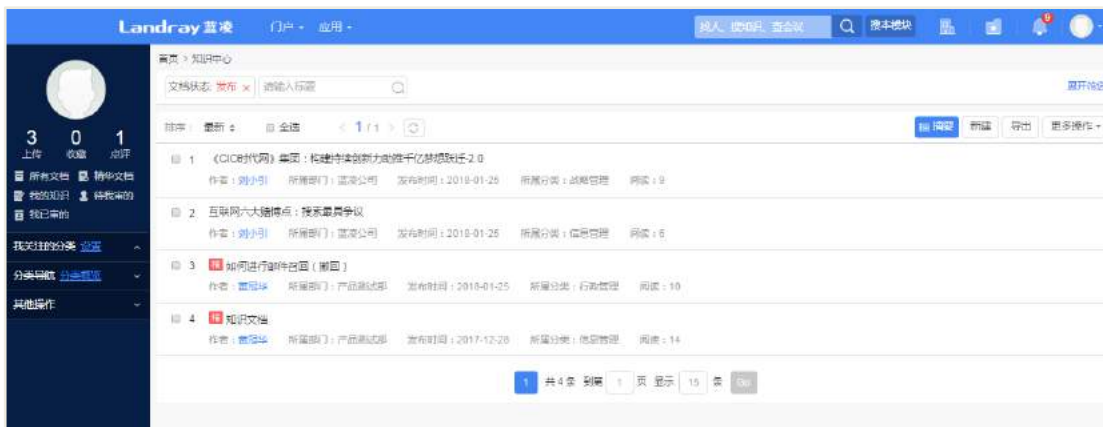 Landray 蓝凌 门户 应用 找人、搜知识、查会议 搜本模块 9
首页 > 知识中心
文档状态: 发布 × 请输入标题
排序： 最新 全选 < 1 / 1 > 摘要 新建 导出 更多操作
3 0 1
上传 收藏 点评
所有文档 精华文档
我的知识 待我审的
我已审的
我关注的分类 设置
分类导航 分类概览
其他操作
1 《CIO时代网》集团：构建持续创新力助推千亿梦想跃迁-2.0
作者：刘小引 所属部门：蓝凌公司 发布时间：2018-01-25 所属分类：战略管理 阅读：9
2 互联网六大赌博点：搜索最具争议
作者：刘小引 所属部门：蓝凌公司 发布时间：2018-01-25 所属分类：信息管理 阅读：6
3 如何进行邮件召回（撤回）
作者：黄冠华 所属部门：产品测试部 发布时间：2018-01-25 所属分类：行政管理 阅读：10
4 知识文档
作者：黄冠华 所属部门：产品测试部 发布时间：2017-12-28 所属分类：信息管理 阅读：14
1 共 4 条 到第 1 页 显示 15 条 Go